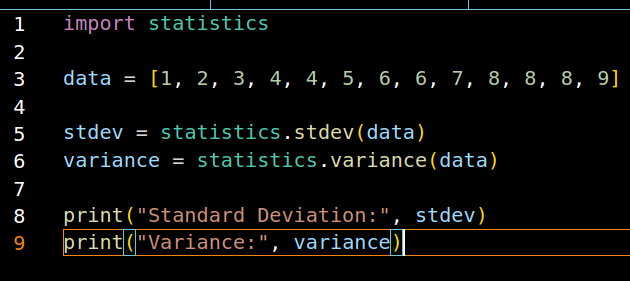 1 import statistics
2
3 data = [1, 2, 3, 4, 4, 5, 6, 6, 7, 8, 8, 8, 9]
4
5 stdev = statistics.stdev(data)
6 variance = statistics.variance(data)
7
8 print("Standard Deviation:", stdev)
9 print("Variance:", variance)